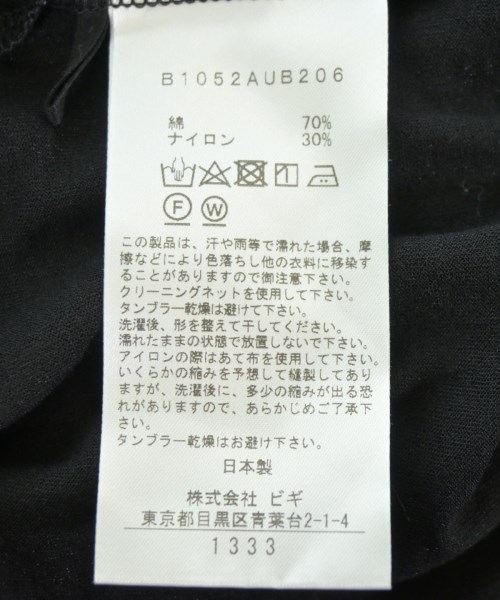 B1052AUB206
綿 70%
ナイロン 30%
F W
この製品は、汗や雨等で濡れた場合、摩
擦などにより色落ちし他の衣料に移染す
ることがありますので御注意下さい。
クリーニングネットを使用して下さい。
タンブラー乾燥は避けて下さい。
洗濯後、形を整えて干してください。
濡れたままの状態で放置しないで下さい。
アイロンの際はあて布を使用して下さい。
いくらかの縮みを予想して縫製してあり
ますが、洗濯後に、多少の縮みが出る恐
れがありますので、あらかじめご了承下
さい。
タンブラー乾燥はお避け下さい。
日本製
株式会社 ビギ
東京都目黒区青葉台2-1-4
1333